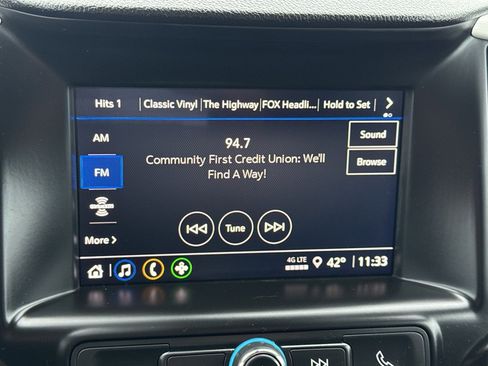 Hits 1 Classic Vinyl The Highway FOX Headli... Hold to Set
AM
94.7
Sound
Community First Credit Union: We'll
Find A Way!
Browse
FM
Tune
More
4G LTE
42° 11:33